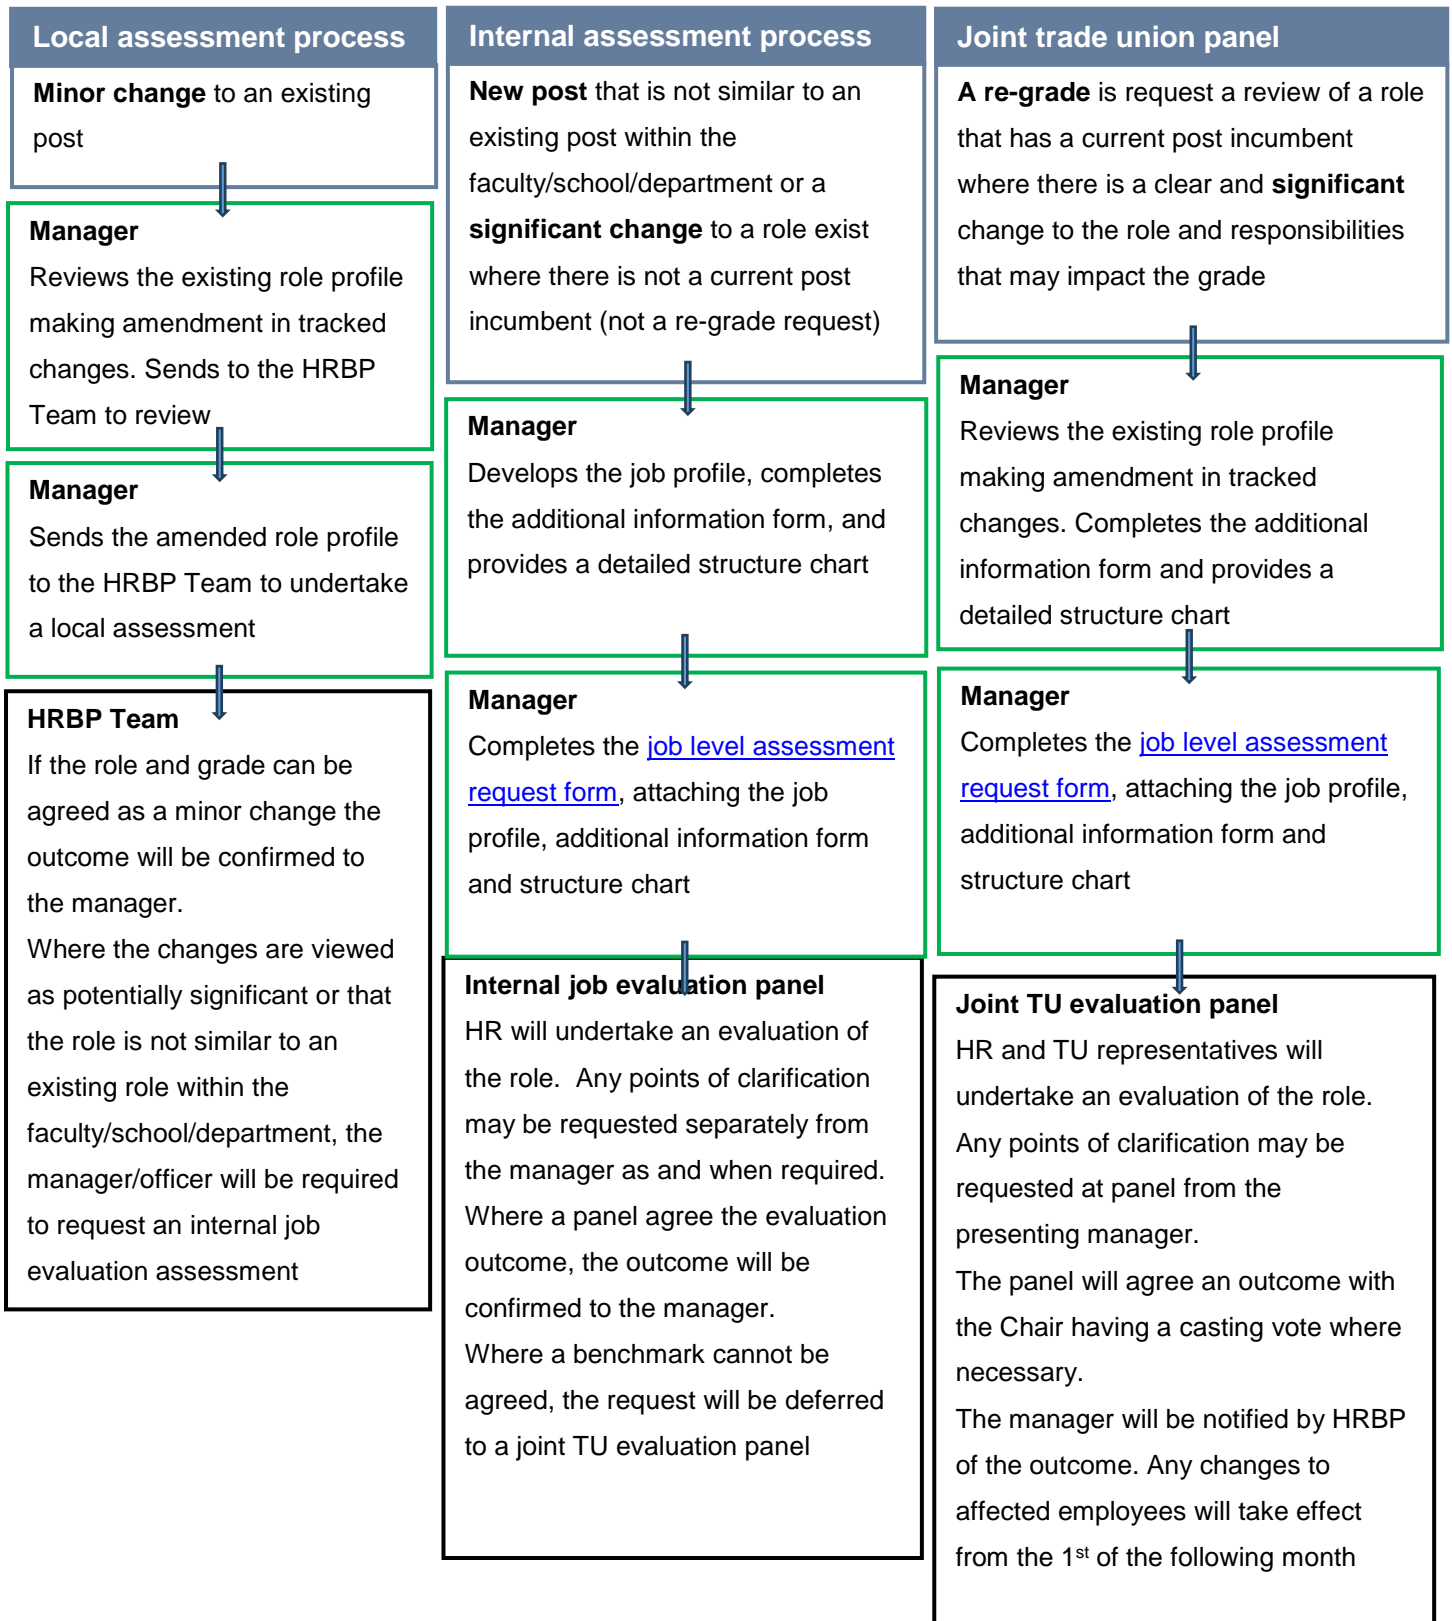 Local assessment process
Minor change to an existing
post
Manager
Reviews the existing role profile
making amendment in tracked
changes. Sends to the HRBP
Team to review
Manager
Sends the amended role profile
to the HRBP Team to undertake
a local assessment
HRBP Team
If the role and grade can be
agreed as a minor change the
outcome will be confirmed to
the manager.
Where the changes are viewed
as potentially significant or that
the role is not similar to an
existing role within the
faculty/school/department, the
manager/officer will be required
to request an internal job
evaluation assessment
Internal assessment process
New post that is not similar to an
existing post within the
faculty/school/department or a
significant change to a role exist
where there is not a current post
incumbent (not a re-grade request)
Manager
Develops the job profile, completes
the additional information form, and
provides a detailed structure chart
Manager
Completes the job level assessment
request form, attaching the job
profile, additional information form
and structure chart
Internal job evaluation panel
HR will undertake an evaluation of
the role.  Any points of clarification
may be requested separately from
the manager as and when required.
Where a panel agree the evaluation
outcome, the outcome will be
confirmed to the manager.
Where a benchmark cannot be
agreed, the request will be deferred
to a joint TU evaluation panel
Joint trade union panel
A re-grade is request a review of a role
that has a current post incumbent
where there is a clear and significant
change to the role and responsibilities
that may impact the grade
Manager
Reviews the existing role profile
making amendment in tracked
changes. Completes the additional
information form and provides a
detailed structure chart
Manager
Completes the job level assessment
request form, attaching the job profile,
additional information form and
structure chart
Joint TU evaluation panel
HR and TU representatives will
undertake an evaluation of the role.
Any points of clarification may be
requested at panel from the
presenting manager.
The panel will agree an outcome with
the Chair having a casting vote where
necessary.
The manager will be notified by HRBP
of the outcome. Any changes to
affected employees will take effect
from the 1st of the following month